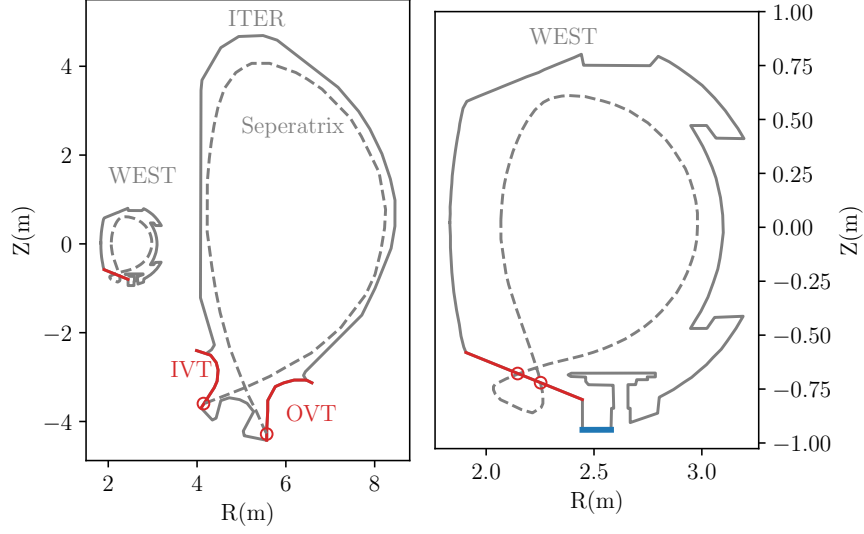 ITER
Seperatrix
WEST
IVT
OVT
4
2
0
−2
−4
Z(m)
2
4
6
8
R(m)
WEST
1.00
0.75
0.50
0.25
0.00
−0.25
−0.50
−0.75
−1.00
Z(m)
2.0
2.5
3.0
R(m)